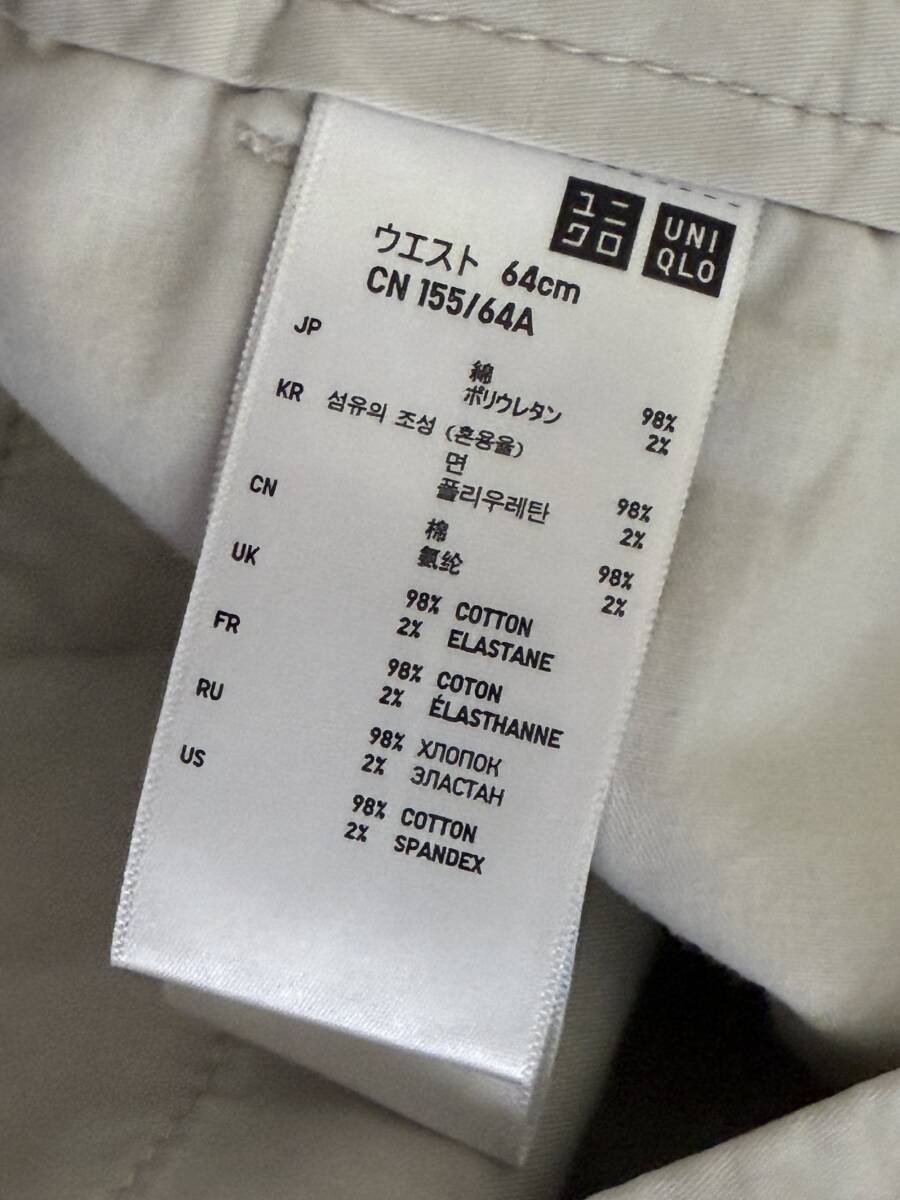 ユニ
クロ
UNI
QLO
ウエスト 64cm
CN 155/64A
JP
綿 98%
ポリウレタン 2%
KR 섬유의 조성 (혼용율)
면 98%
폴리우레탄 2%
CN
棉 98%
氨纶 2%
UK
98% COTTON
2% ELASTANE
FR
98% COTON
2% ÉLASTHANNE
RU
98% ХЛОПОК
2% ЭЛАСТАН
US
98% COTTON
2% SPANDEX